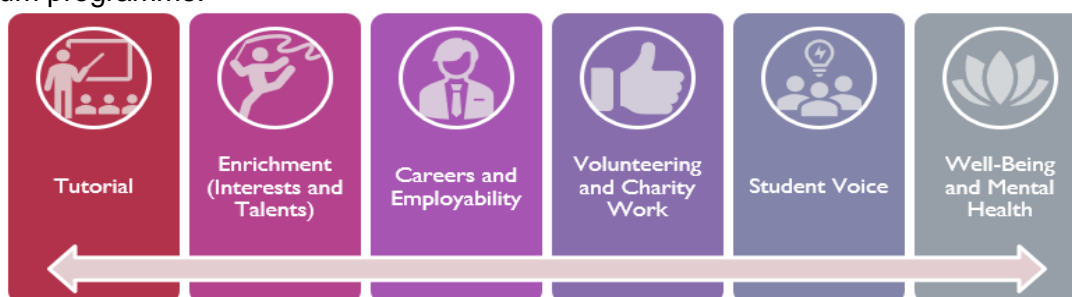 programme.
Tutorial
Enrichment
(Interests and
Talents)
Careers and
Employability
Volunteering
and Charity
Work
Student Voice
Well-Being
and Mental
Health